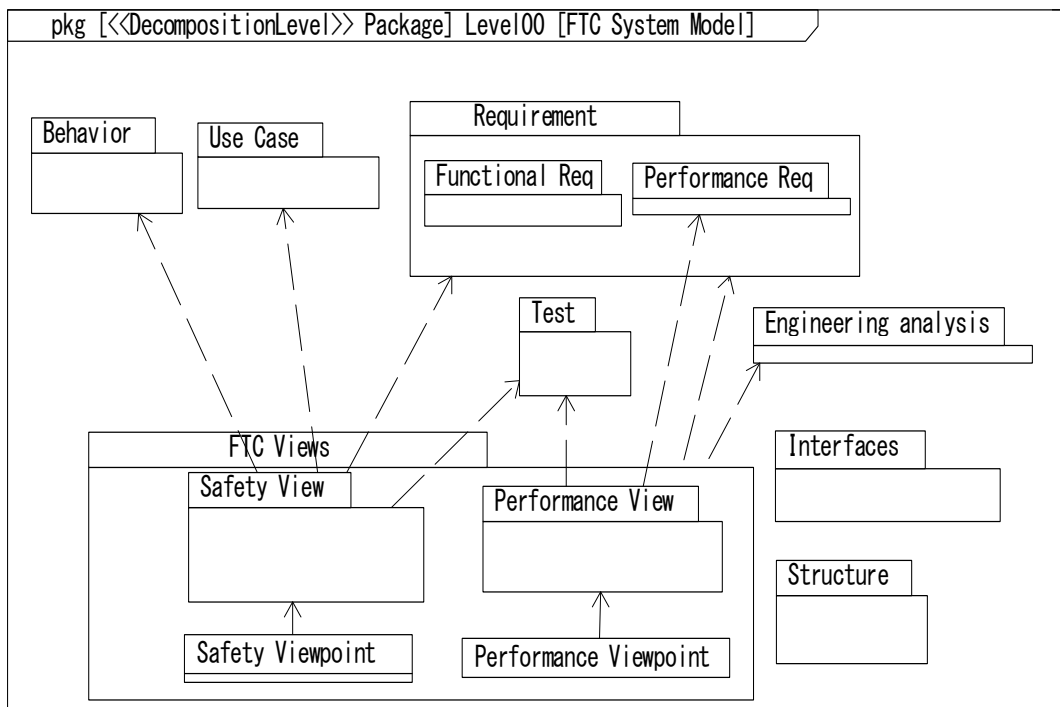 pkg [<<DecompositionLevel>> Package] Level00 [FTC System Model]
Behavior
Use Case
Requirement
Functional Req
Performance Req
Test
Engineering analysis
FTC Views
Safety View
Performance View
Interfaces
Structure
Safety Viewpoint
Performance Viewpoint